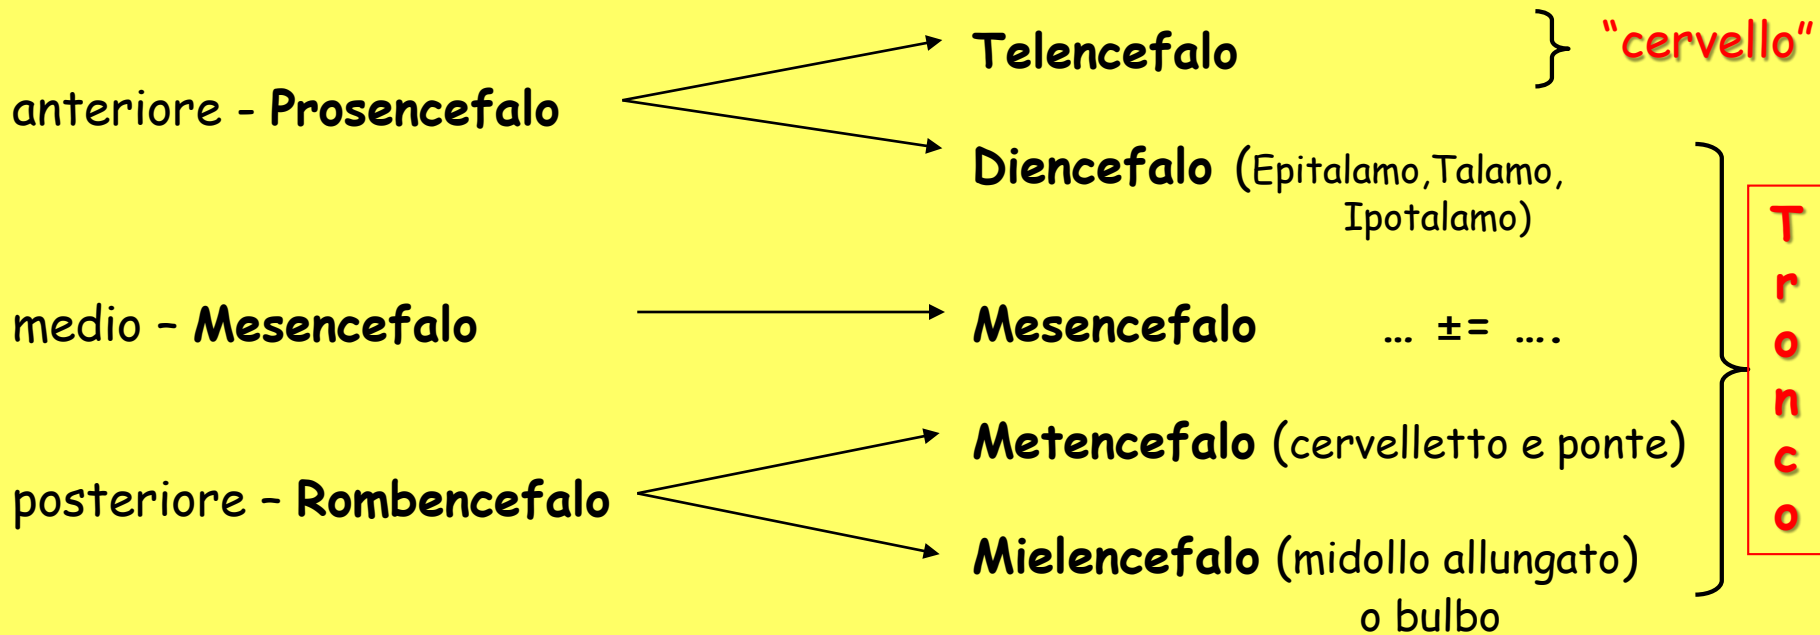 Telencefalo
“cervello”
anteriore - Prosencefalo
Diencefalo (Epitalamo,Talamo,
Ipotalamo)
medio – Mesencefalo
Mesencefalo … ±= ….
Metencefalo (cervelletto e ponte)
posteriore – Rombencefalo
Mielencefalo (midollo allungato)
o bulbo
T
r
o
n
c
o